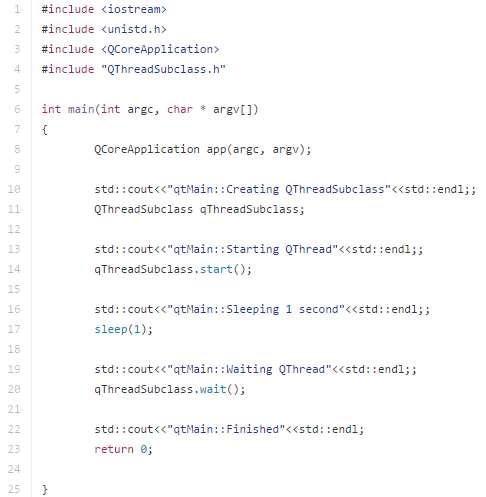 1 #include <iostream>
2 #include <unistd.h>
3 #include <QCoreApplication>
4 #include "QThreadSubclass.h"
5
6 int main(int argc, char * argv[])
7 {
8 QCoreApplication app(argc, argv);
9
10 std::cout<<"qtMain::Creating QThreadSubclass"<<std::endl;;
11 QThreadSubclass qThreadSubclass;
12
13 std::cout<<"qtMain::Starting QThread"<<std::endl;;
14 qThreadSubclass.start();
15
16 std::cout<<"qtMain::Sleeping 1 second"<<std::endl;;
17 sleep(1);
18
19 std::cout<<"qtMain::Waiting QThread"<<std::endl;;
20 qThreadSubclass.wait();
21
22 std::cout<<"qtMain::Finished"<<std::endl;
23 return 0;
24
25 }